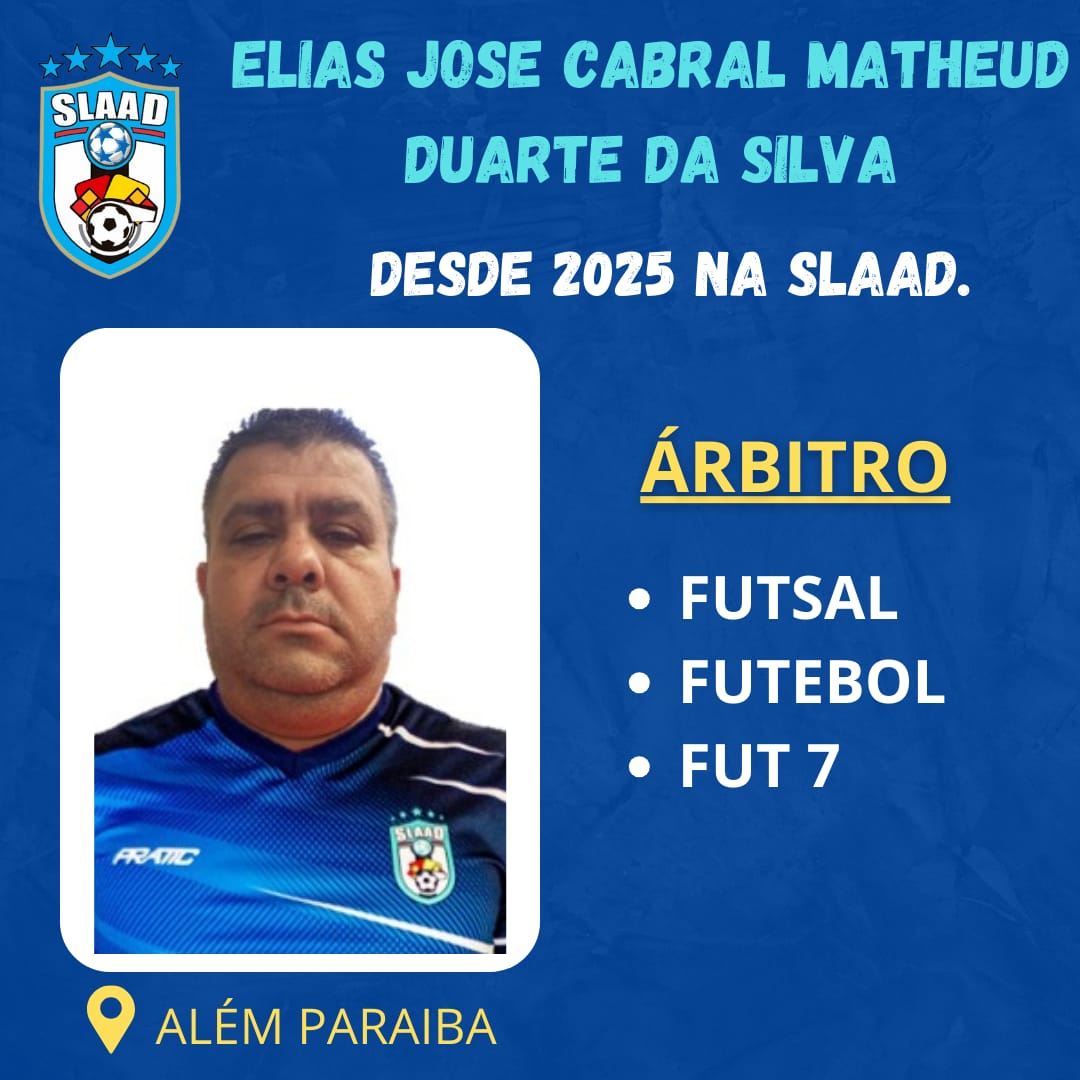 SLAAD
ELIAS JOSE CABRAL MATHEUD
DUARTE DA SILVA
DESDE 2025 NA SLAAD.
ÁRBITRO
• FUTSAL
• FUTEBOL
• FUT 7
PRATIC
SLAAD
ALÉM PARAIBA